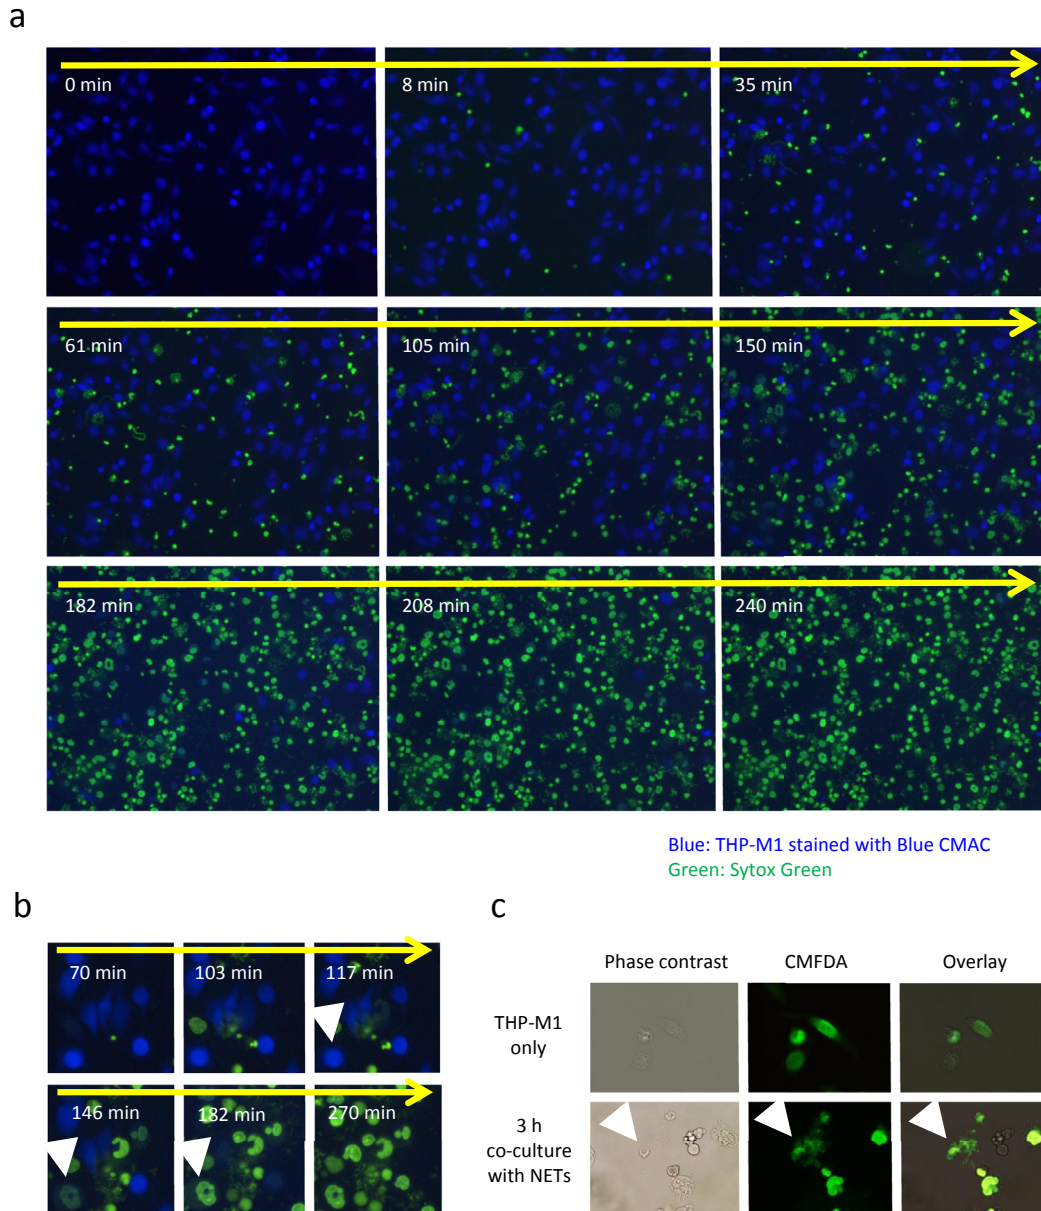 a
0 min
8 min
35 min
61 min
105 min
150 min
182 min
208 min
240 min
Blue: THP-M1 stained with Blue CMAC
Green: Sytox Green
b
c
70 min
103 min
117 min
146 min
182 min
270 min
Phase contrast
CMFDA
Overlay
THP-M1
only
3 h
co-culture
with NETs